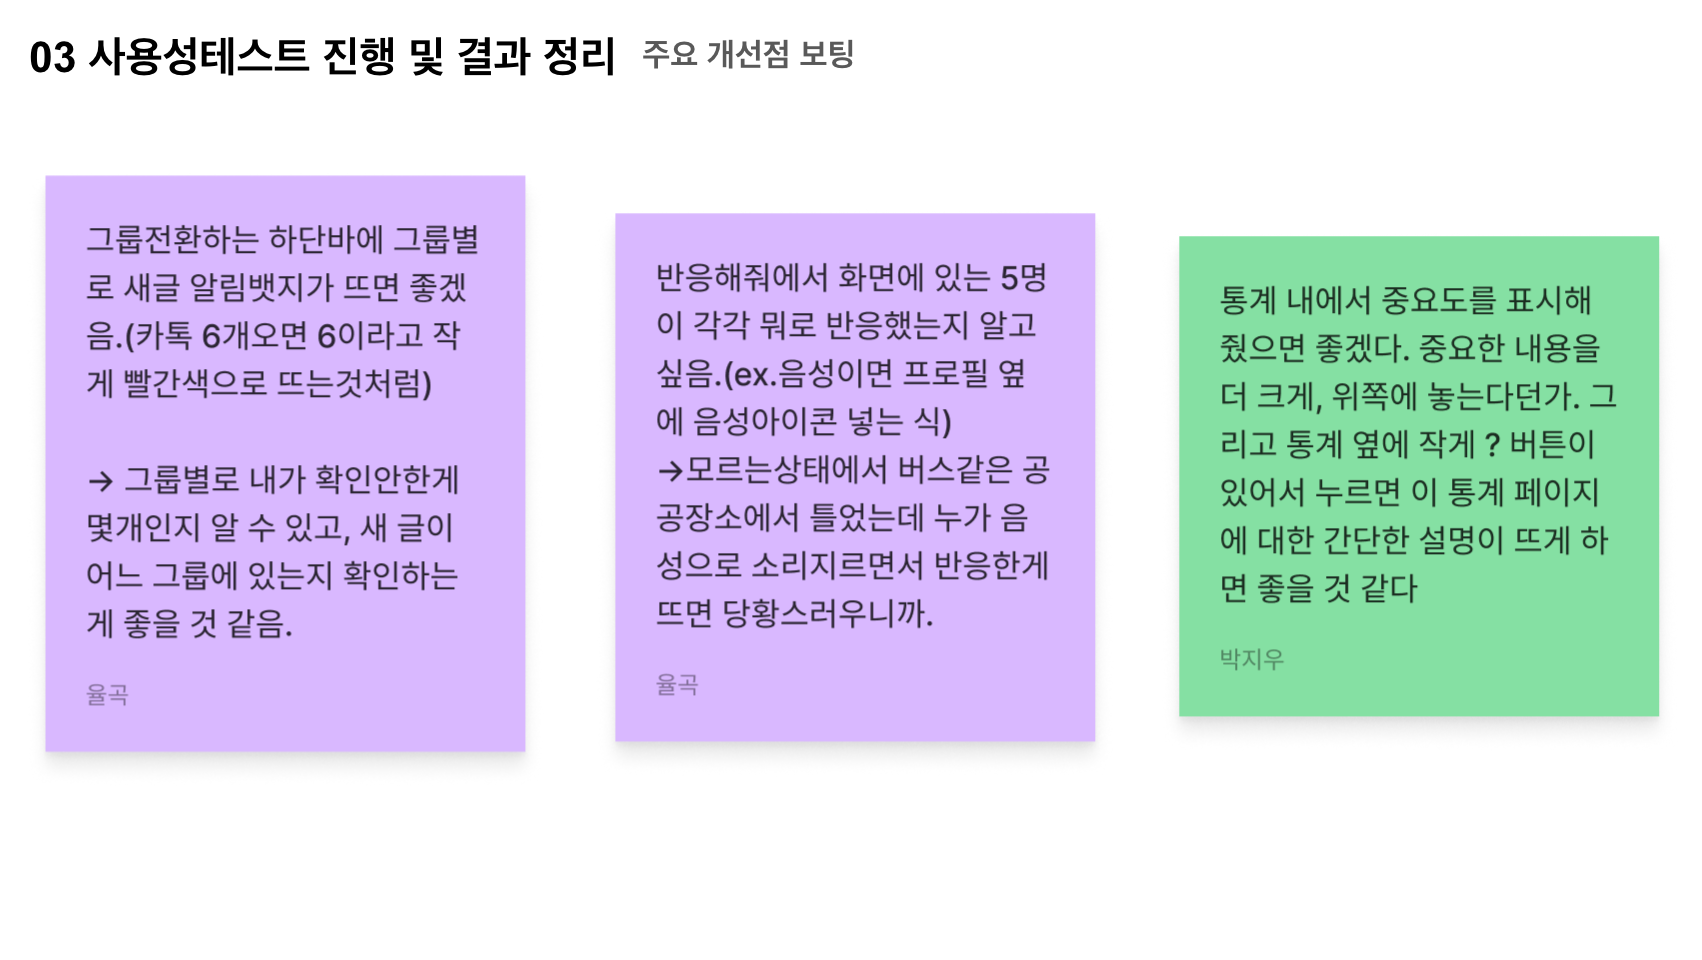 03 사용성테스트 진행 및 결과 정리 주요 개선점 보팅
그룹전환하는 하단바에 그룹별
로 새글 알림뱃지가 뜨면 좋겠
음.(카톡 6개오면 6이라고 작
게 빨간색으로 뜨는것처럼)
→ 그룹별로 내가 확인안한게
몇개인지 알 수 있고, 새 글이
어느 그룹에 있는지 확인하는
게 좋을 것 같음.
율곡
반응해줘에서 화면에 있는 5명
이 각각 뭐로 반응했는지 알고
싶음.(ex.음성이면 프로필 옆
에 음성아이콘 넣는 식)
→모르는상태에서 버스같은 공
공장소에서 틀었는데 누가 음
성으로 소리지르면서 반응한게
뜨면 당황스러우니까.
율곡
통계 내에서 중요도를 표시해
줬으면 좋겠다. 중요한 내용을
더 크게, 위쪽에 놓는다던가. 그
리고 통계 옆에 작게 ? 버튼이
있어서 누르면 이 통계 페이지
에 대한 간단한 설명이 뜨게 하
면 좋을 것 같다
박지우